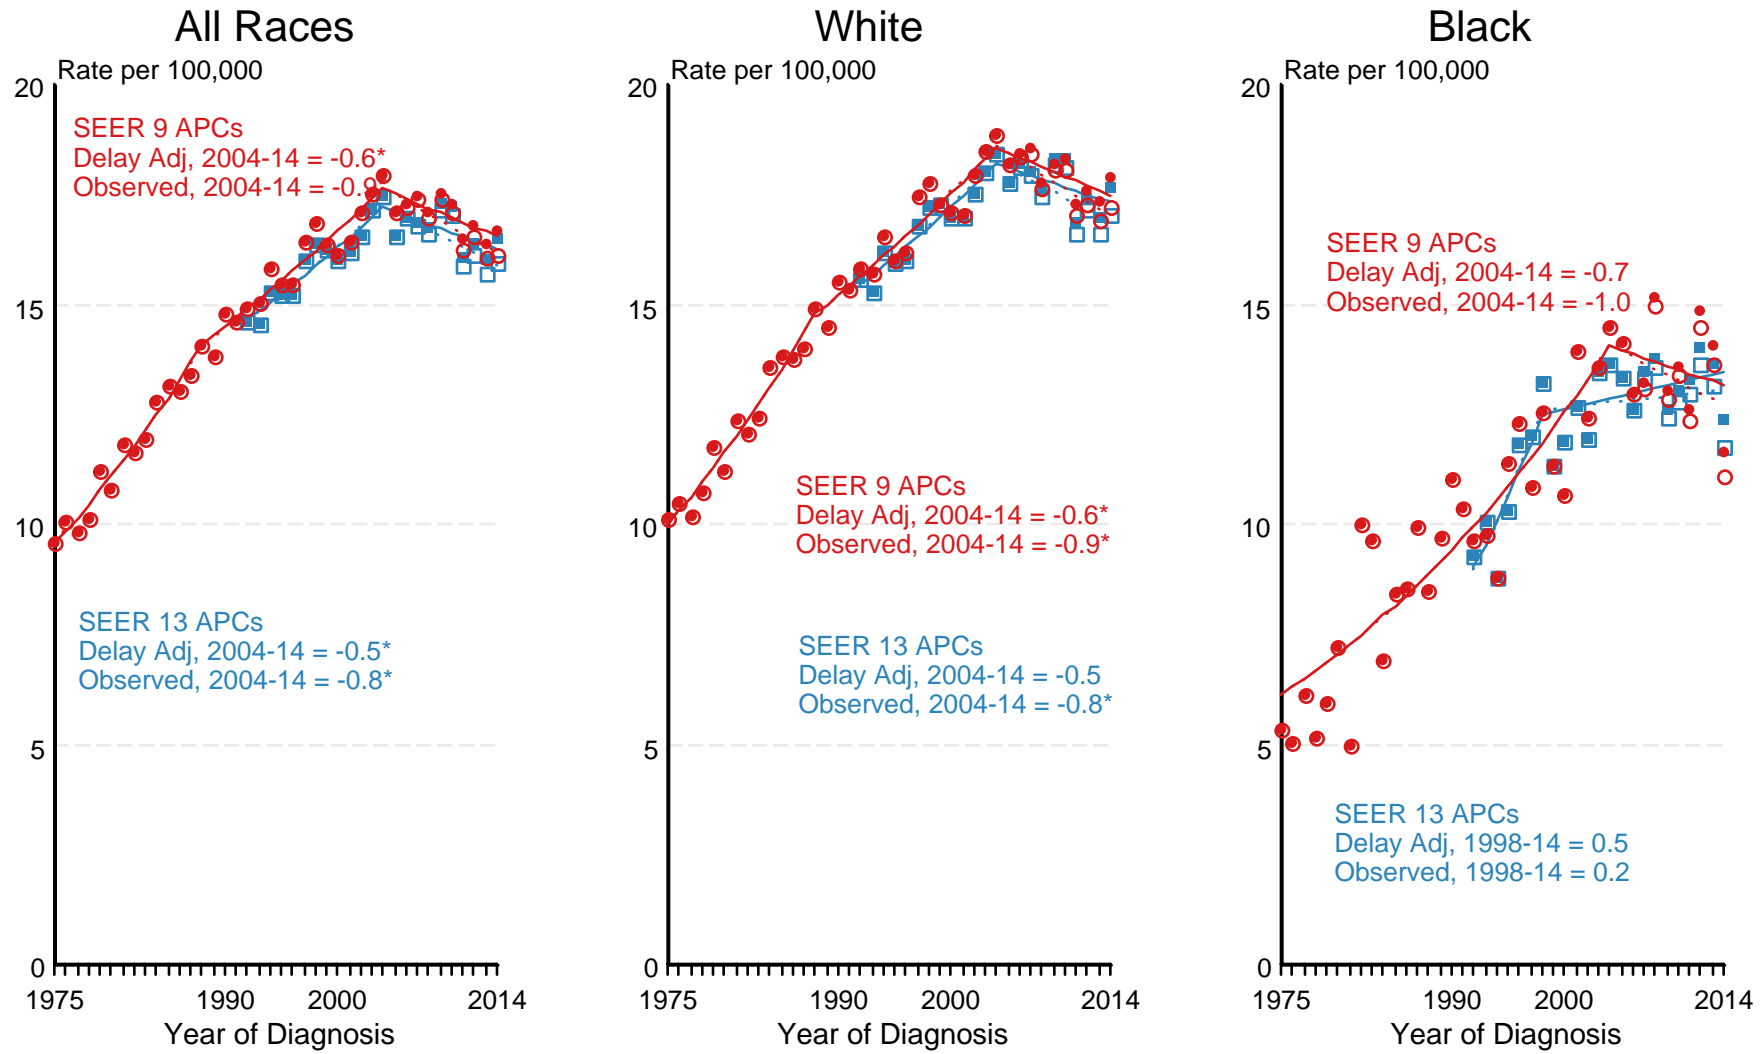 All Races
Rate per 100,000
20
15
10
5
0
SEER 9 APCs
Delay Adj, 2004-14 = -0.6*
Observed, 2004-14 = -0.9
SEER 13 APCs
Delay Adj, 2004-14 = -0.5*
Observed, 2004-14 = -0.8*
1975 1990 2000 2014
Year of Diagnosis
White
Rate per 100,000
20
15
10
5
0
SEER 9 APCs
Delay Adj, 2004-14 = -0.6*
Observed, 2004-14 = -0.9*
SEER 13 APCs
Delay Adj, 2004-14 = -0.5
Observed, 2004-14 = -0.8*
1975 1990 2000 2014
Year of Diagnosis
Black
Rate per 100,000
20
15
10
5
0
SEER 9 APCs
Delay Adj, 2004-14 = -0.7
Observed, 2004-14 = -1.0
SEER 13 APCs
Delay Adj, 1998-14 = 0.5
Observed, 1998-14 = 0.2
1975 1990 2000 2014
Year of Diagnosis